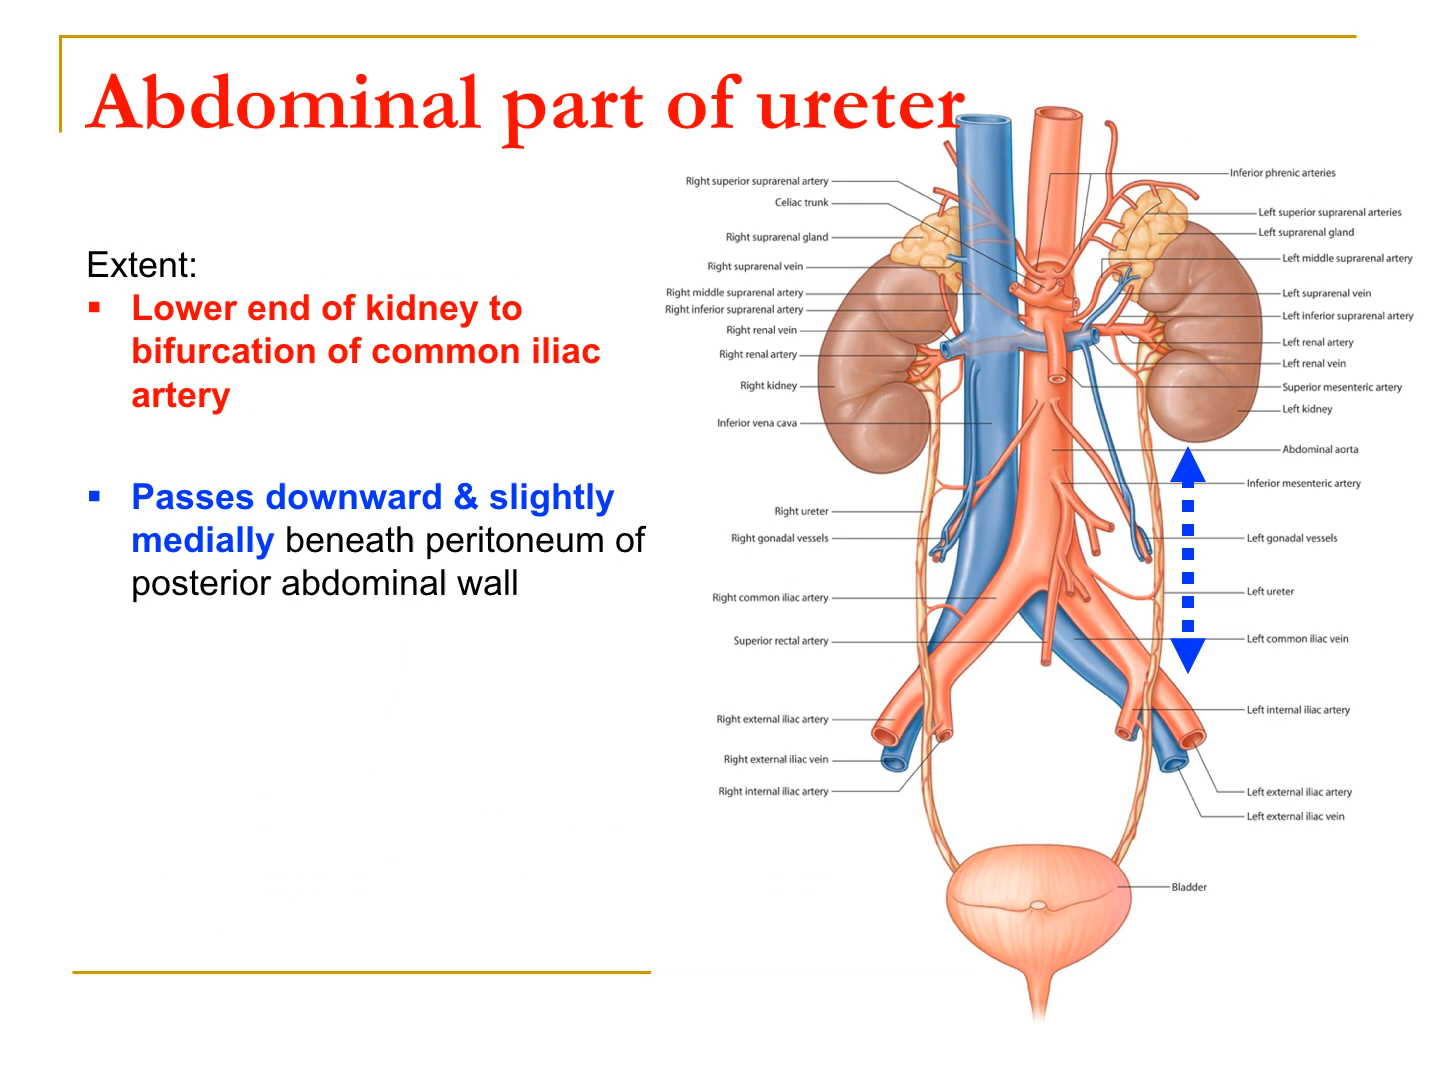 Abdominal part of ureter
Extent:
▪ Lower end of kidney to
bifurcation of common iliac
artery
▪ Passes downward & slightly
medially beneath peritoneum of
posterior abdominal wall
Right superior suprarenal artery
Celiac trunk
Right suprarenal gland
Right suprarenal vein
Right middle suprarenal artery
Right inferior suprarenal artery
Right renal vein
Right renal artery
Right kidney
Inferior vena cava
Right ureter
Right gonadal vessels
Right common iliac artery
Superior rectal artery
Right external iliac artery
Right external iliac vein
Right internal iliac artery
Inferior phrenic arteries
Left superior suprarenal arteries
Left suprarenal gland
Left middle suprarenal artery
Left suprarenal vein
Left inferior suprarenal artery
Left renal artery
Left renal vein
Superior mesenteric artery
Left kidney
Abdominal aorta
Inferior mesenteric artery
Left gonadal vessels
Left ureter
Left common iliac vein
Left internal iliac artery
Left external iliac artery
Left external iliac vein
Bladder